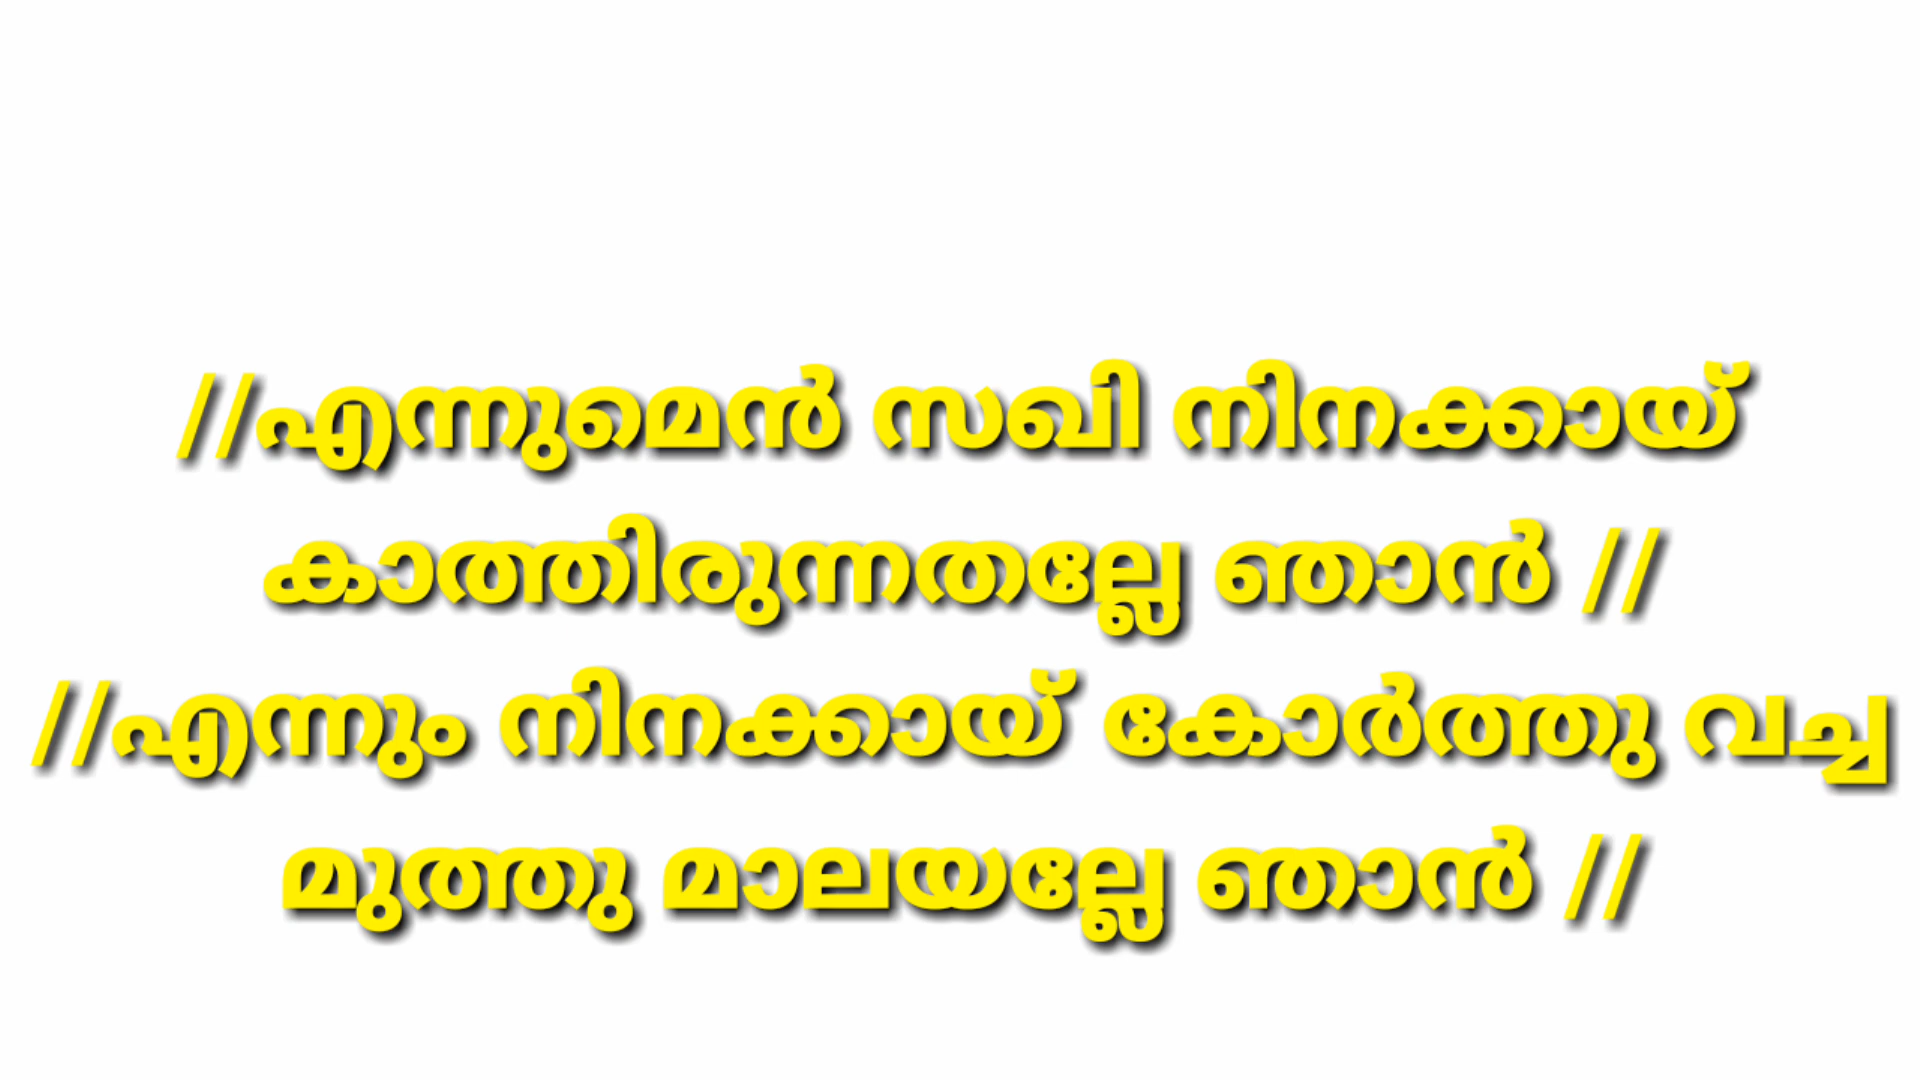 //എന്നുമെൻ സഖി നിനക്കായ്
കാത്തിരുന്നതല്ലേ ഞാൻ //
//എന്നും നിനക്കായ് കോർത്തു വച്ച
മുത്തു മാലയല്ലേ ഞാൻ //